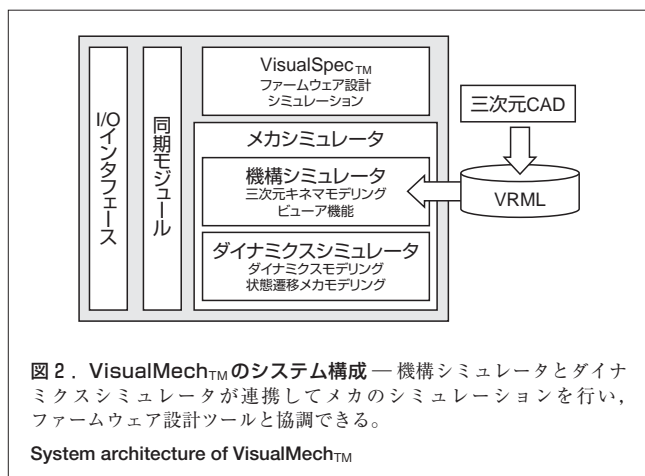 I/Oインタフェース
同期モジュール
VisualSpecTM
ファームウェア設計
シミュレーション
メカシミュレータ
機構シミュレータ
三次元キネマモデリング
ビューア機能
ダイナミクスシミュレータ
ダイナミクスモデリング
状態遷移メカモデリング
三次元CAD
VRML
図2．VisualMechTMのシステム構成 — 機構シミュレータとダイナ
ミクスシミュレータが連携してメカのシミュレーションを行い，
ファームウェア設計ツールと協調できる。
System architecture of VisualMechTM